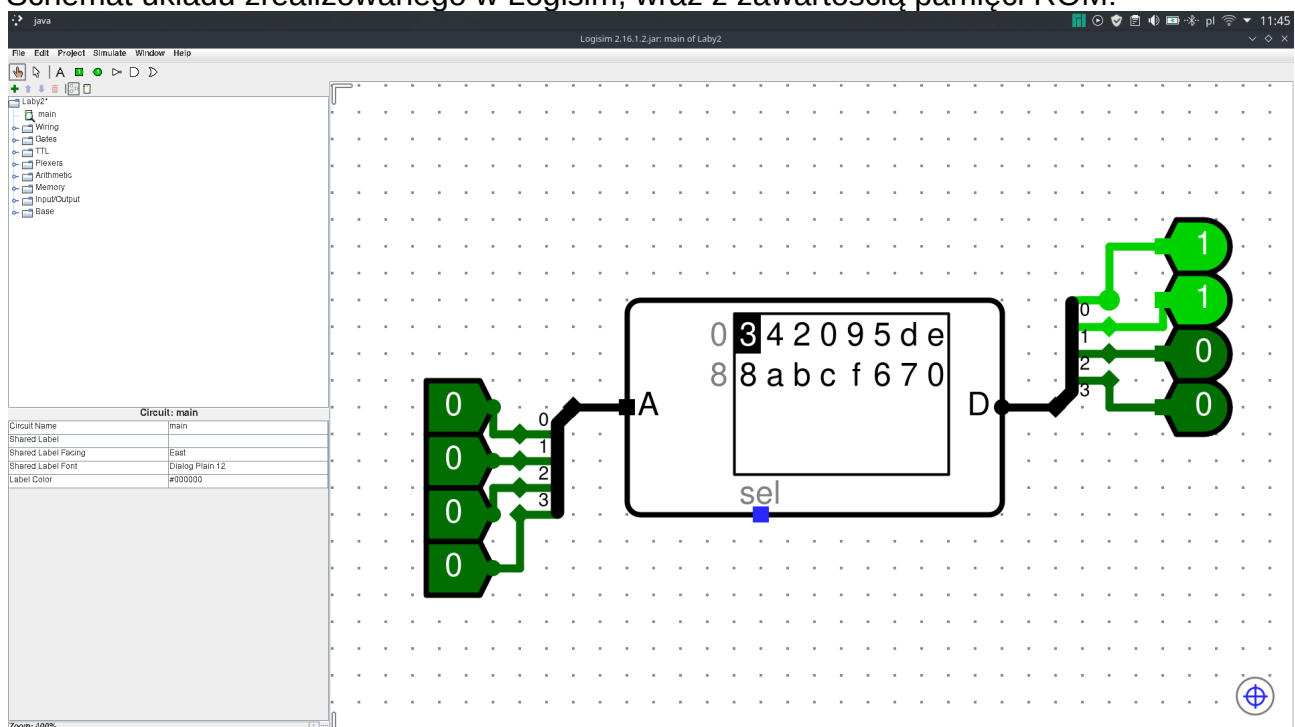 Schemat układu zrealizowanego w Logisim, wraz z zawartością pamięci ROM:
java
pl
11:45
Logisim 2.16.1.2.jar: main of Laby2
File Edit Project Simulate Window Help
A
Laby2*
main
Wiring
Gates
TTL
Plexers
Arithmetic
Memory
Input/Output
Base
Circuit: main
Circuit Name main
Shared Label
Shared Label Facing East
Shared Label Font Dialog Plain 12
Label Color #000000
Zoom: 400%
0
0
0
0
0
1
2
3
A
0 3 4 2 0 9 5 d e
8 8 a b c f 6 7 0
sel
D
0
1
2
3
1
1
0
0